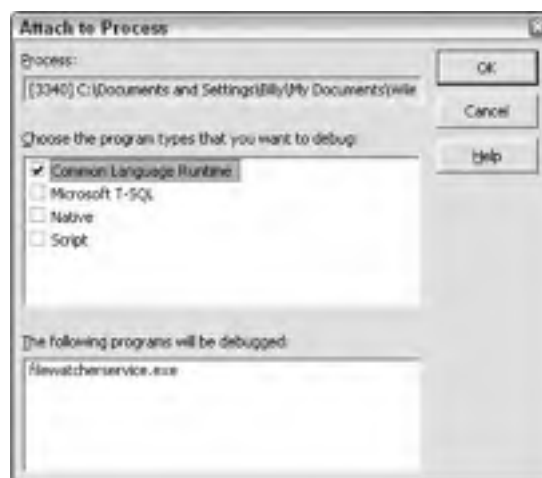 Attach to Process
Process:
[3340] C:\Documents and Settings\Billy\My Documents\Wile
OK
Cancel
Help
Choose the program types that you want to debug:
Common Language Runtime
Microsoft T-SQL
Native
Script
The following programs will be debugged:
filewatcherservice.exe